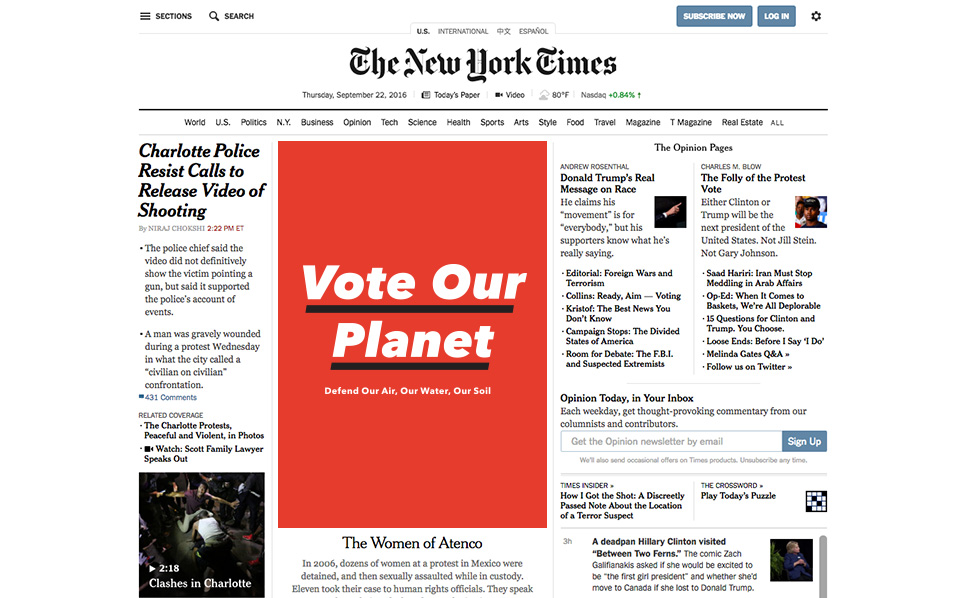 SECTIONS
SEARCH
SUBSCRIBE NOW
LOG IN
U.S. INTERNATIONAL 中文 ESPAÑOL
The New York Times
Thursday, September 22, 2016
Today's Paper
Video
80°F
Nasdaq +0.84% ↑
World U.S. Politics N.Y. Business Opinion Tech Science Health Sports Arts Style Food Travel Magazine T Magazine Real Estate ALL
Charlotte Police
Resist Calls to
Release Video of
Shooting
By NIRAJ CHOKSHI 2:22 PM ET
• The police chief said the
video did not definitively
show the victim pointing a
gun, but said it supported
the police's account of
events.
• A man was gravely wounded
during a protest Wednesday
in what the city called a
“civilian on civilian”
confrontation.
431 Comments
RELATED COVERAGE
· The Charlotte Protests,
Peaceful and Violent, in Photos
· Watch: Scott Family Lawyer
Speaks Out
2:18
Clashes in Charlotte
Vote Our
Planet
Defend Our Air, Our Water, Our Soil
The Women of Atenco
In 2006, dozens of women at a protest in Mexico were
detained, and then sexually assaulted while in custody.
Eleven took their case to human rights officials. They speak
The Opinion Pages
ANDREW ROSENTHAL
Donald Trump's Real
Message on Race
He claims his
“movement” is for
“everybody,” but his
supporters know what he's
really saying.
· Editorial: Foreign Wars and
Terrorism
· Collins: Ready, Aim — Voting
· Kristof: The Best News You
Don't Know
· Campaign Stops: The Divided
States of America
· Room for Debate: The F.B.I.
and Suspected Extremists
CHARLES M. BLOW
The Folly of the Protest
Vote
Either Clinton or
Trump will be the
next president of the
United States. Not Jill Stein.
Not Gary Johnson.
· Saad Hariri: Iran Must Stop
Meddling in Arab Affairs
· Op-Ed: When It Comes to
Baskets, We're All Deplorable
· 15 Questions for Clinton and
Trump. You Choose.
· Loose Ends: Before I Say ‘I Do’
· Melinda Gates Q&A »
· Follow us on Twitter »
Opinion Today, in Your Inbox
Each weekday, get thought-provoking commentary from our
columnists and contributors.
Get the Opinion newsletter by email
Sign Up
We'll also send occasional offers on Times products. Unsubscribe any time.
TIMES INSIDER »
How I Got the Shot: A Discreetly
Passed Note About the Location
of a Terror Suspect
THE CROSSWORD »
Play Today's Puzzle
3h
A deadpan Hillary Clinton visited
“Between Two Ferns.” The comic Zach
Galifianakis asked if she would be excited to
be “the first girl president” and whether she'd
move to Canada if she lost to Donald Trump.